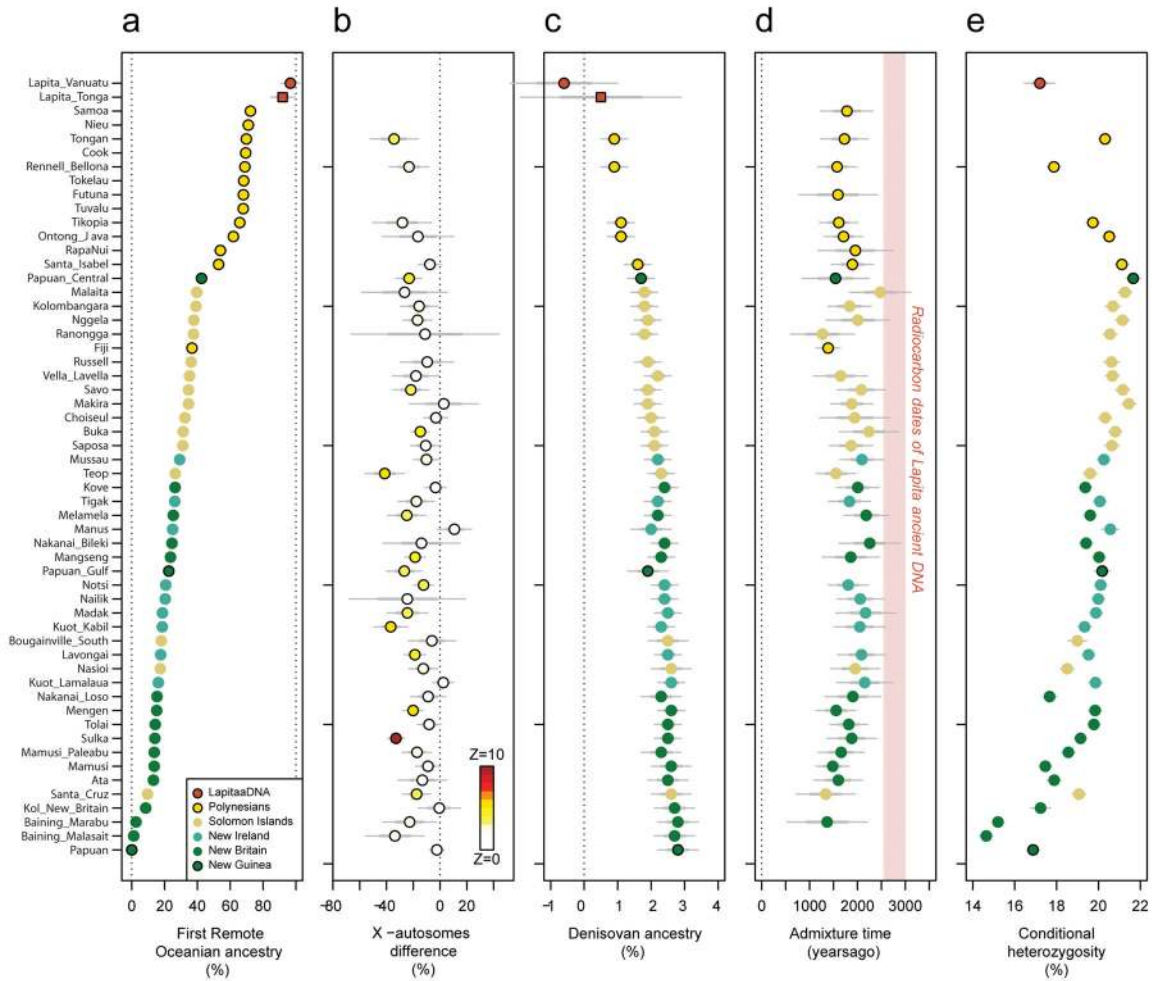 a
b
c
d
e
Lapita_Vanuatu
Lapita_Tonga
Samoa
Nieu
Tongan
Cook
Rennell_Bellona
Tokelau
Futuna
Tuvalu
Tikopia
Ontong_J ava
RapaNui
Santa_Isabel
Papuan_Central
Malaita
Kolombangara
Nggela
Ranongga
Fiji
Russell
Vella_Lavella
Savo
Makira
Choiseul
Buka
Saposa
Mussau
Teop
Kove
Tigak
Melamela
Manus
Nakanai_Bileki
Mangseng
Papuan_Gulf
Notsi
Nailik
Madak
Kuot_Kabil
Bougainville_South
Lavongai
Nasioi
Kuot_Lamalaua
Nakanai_Loso
Mengen
Tolai
Sulka
Mamusi_Paleabu
Mamusi
Ata
Santa_Cruz
Kol_New_Britain
Baining_Marabu
Baining_Malasait
Papuan
LapitaaDNA
Polynesians
Solomon Islands
New Ireland
New Britain
New Guinea
Z=10
Z=0
Radiocarbon dates of Lapita ancient DNA
0 20 40 60 80
-80 -60 -40 -20 0 20
-1 0 1 2 3 4
0 1000 2000 3000
14 16 18 20 22
First Remote
Oceanian ancestry
(%)
X −autosomes
difference
(%)
Denisovan ancestry
(%)
Admixture time
(yearsago)
Conditional
heterozygosity
(%)